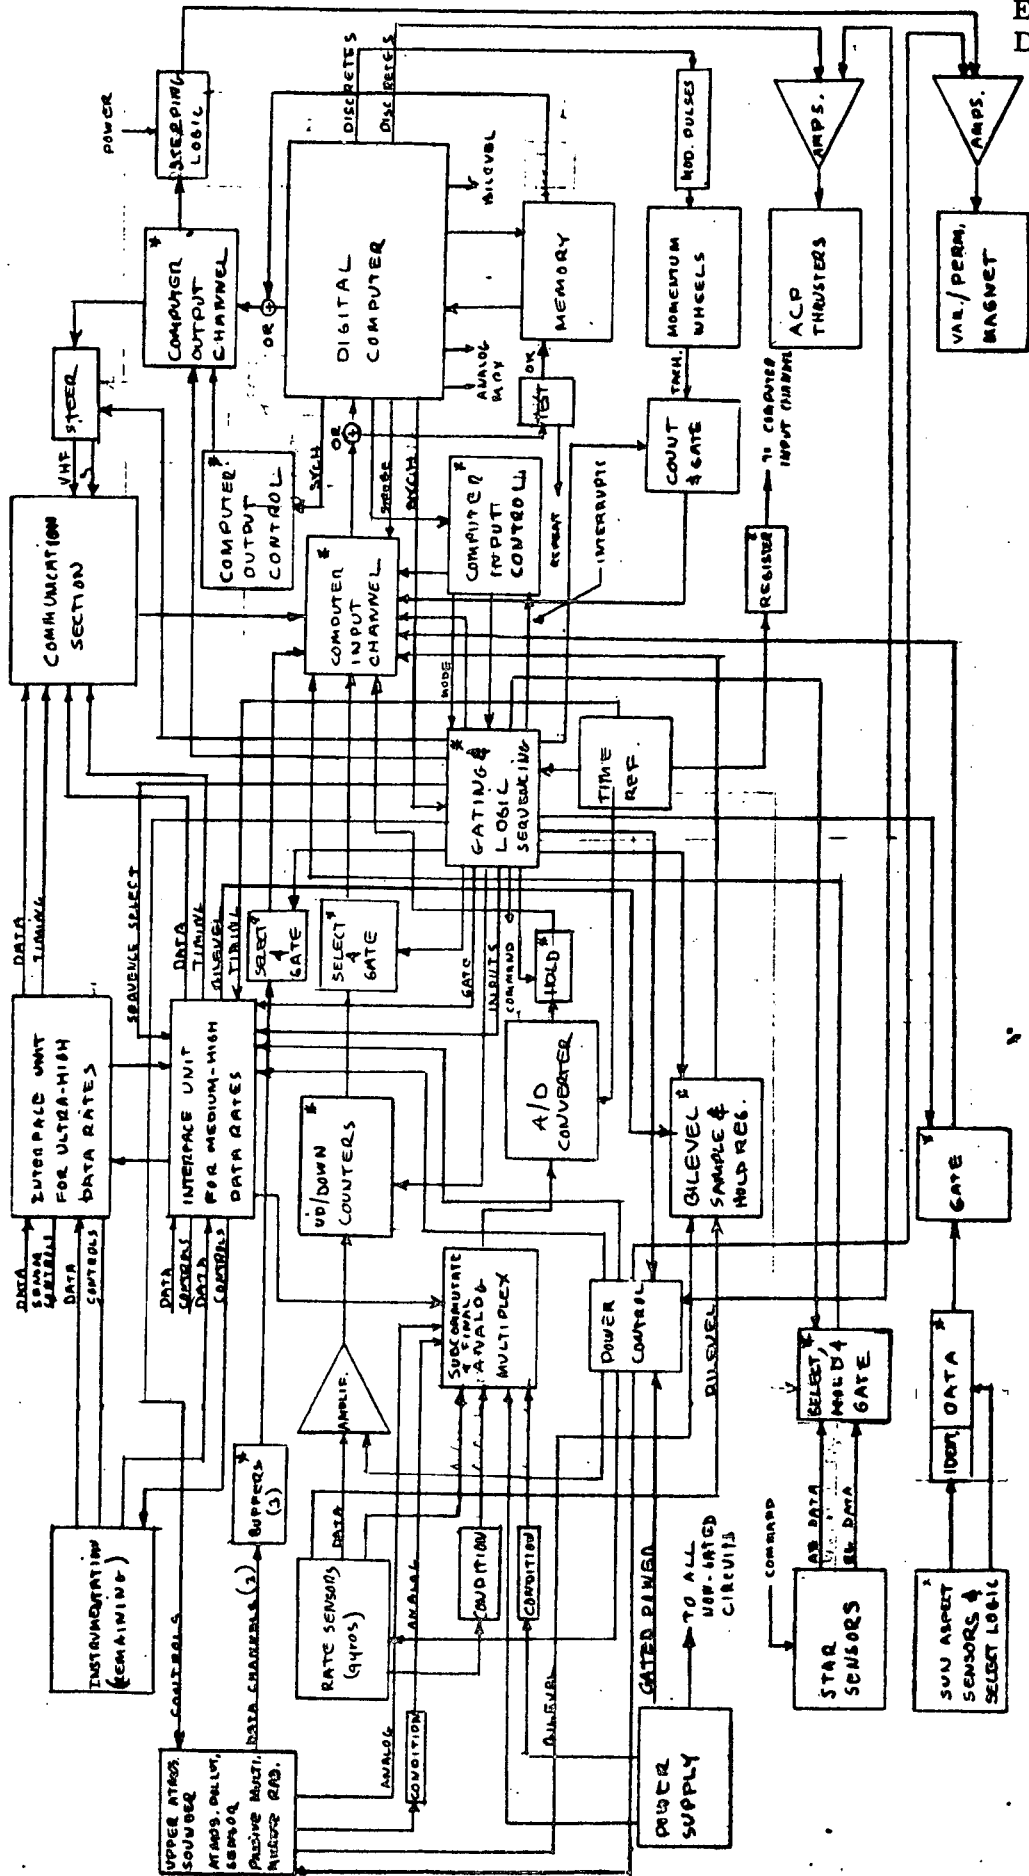 E
D
POWER
STEPPING
LOGIC
*
COMPUTER
OUTPUT
CHANNEL
STEER
VHF
S
COMMUNICATION
SECTION
DATA
TIMING
SEQUENCE SELECT
DATA
TIMING
BILEVEL
TIMING
INTERFACE UNIT
FOR ULTRA-HIGH
DATA RATES
DATA
CONTROLS
DATA
CONTROLS
INTERFACE UNIT
FOR MEDIUM-HIGH
DATA RATES
DATA
CONTROLS
DATA
CONTROLS
INSTRUMENTATION
(REMAINING)
CONTROLS
UPPER ATMOS.
SOUNDER
ATMOS. POLLUT.
SENSOR
PASSIVE MULTI.
RAD.
DATA CHANNELS (2)
*
BUFFERS
(3)
ANALOG
CONDITION
DISCRETES
DISCRETES
OR
DIGITAL
COMPUTER
BILEVEL
ANALOG
MPX
MEMORY
OR
TEST
REPEAT
OR
SYCH
STROBE
SYCH
*
COMPUTER
OUTPUT
CONTROL
*
COMPUTER
INPUT
CHANNEL
*
COMPUTER
INPUT
CONTROL
INTERRUPTS
MODE
*
GATING &
LOGIC
SEQUENCING
*
SELECT
&
GATE
SELECT *
&
GATE
GATE
INPUTS
COMMAND
HOLD *
TIME
REF.
*
UP/DOWN
COUNTERS
A/D
CONVERTER
*
BILEVEL
SAMPLE &
HOLD REG.
AMPLIF.
SUBCOMMUTATE
& FINAL
ANALOG
MULTIPLEX
POWER
CONTROL
BILEVEL
RATE SENSORS
(GYROS)
DATA
ANALOG
CONDITION
CONDITION
BILEVEL
GATED POWER
TO ALL
NON-GATED
CIRCUITS
POWER
SUPPLY
MOD. PULSES
MOMENTUM
WHEELS
TACH.
COUNT
& GATE
AMPS.
ACP
THRUSTERS
TO COMPUTER
INPUT CHANNEL
*
REGISTER
AMPS.
VAR./PERM.
MAGNET
*
GATE
*
SELECT,
HOLD &
GATE
DATA
DATA
COMMAND
STAR
SENSORS
*
IDENT.
DATA
SUN ASPECT
SENSORS &
SELECT LOGIC